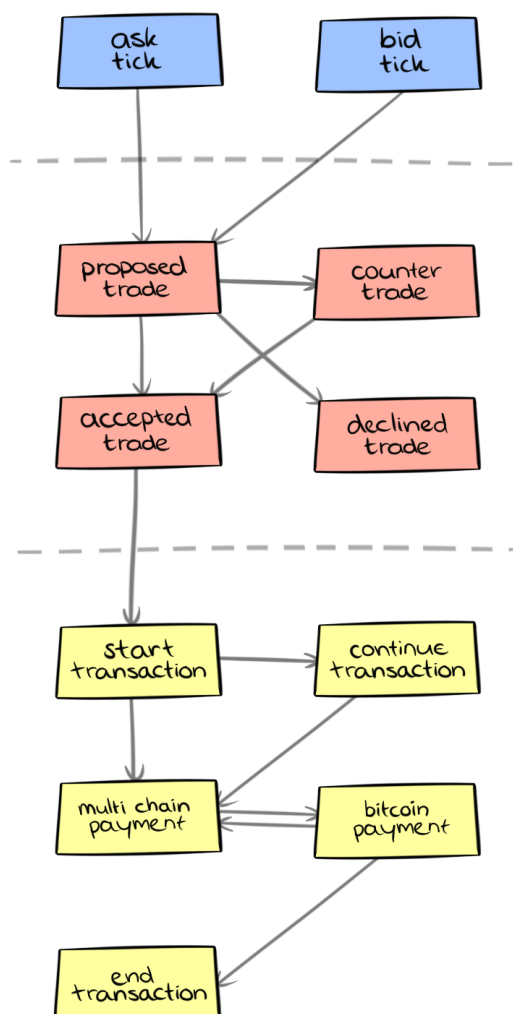 ask
tick
bid
tick
proposed
trade
counter
trade
accepted
trade
declined
trade
start
transaction
continue
transaction
multi chain
payment
bitcoin
payment
end
transaction